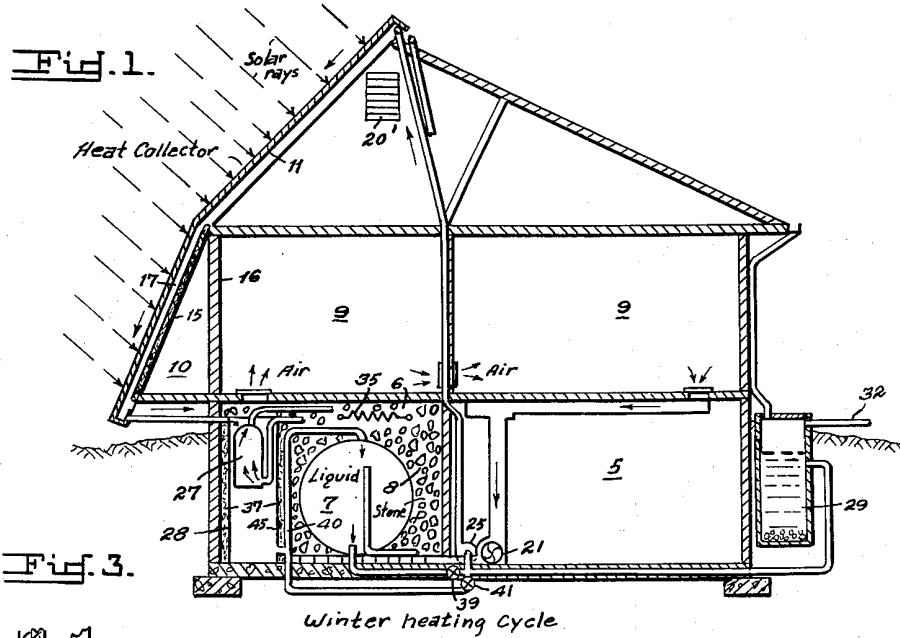 Fig. 1.
Solar
rays
20'
Heat Collector
11
17
16
15
9
9
10
Air
35
6
Air
32
27
Liquid
7
8
Stone
5
29
37
45
40
25
21
28
Fig. 3.
39
41
Winter heating Cycle